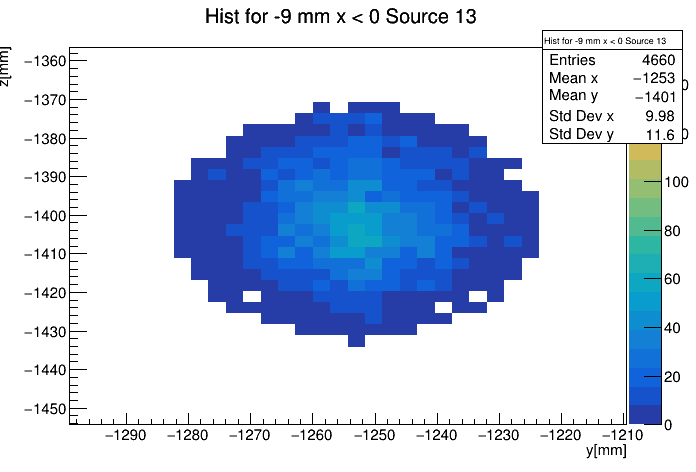 Hist for -9 mm x < 0 Source 13
z[mm]
−1360
−1370
−1380
−1390
−1400
−1410
−1420
−1430
−1440
−1450
−1290
−1280
−1270
−1260
−1250
−1240
−1230
−1220
−1210
y[mm]
Hist for -9 mm x < 0 Source 13
Entries 4660
Mean x −1253
Mean y −1401
Std Dev x 9.98
Std Dev y 11.6
100
80
60
40
20
0